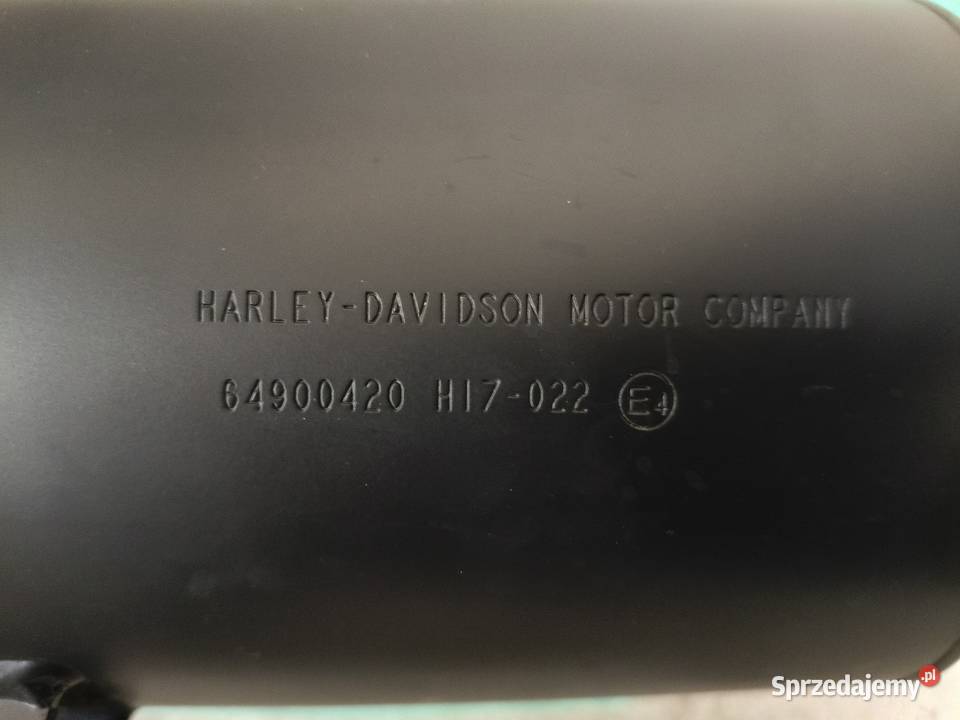 HARLEY-DAVIDSON MOTOR COMPANY
64900420 H17-022 E4
Sprzedajemy.pl